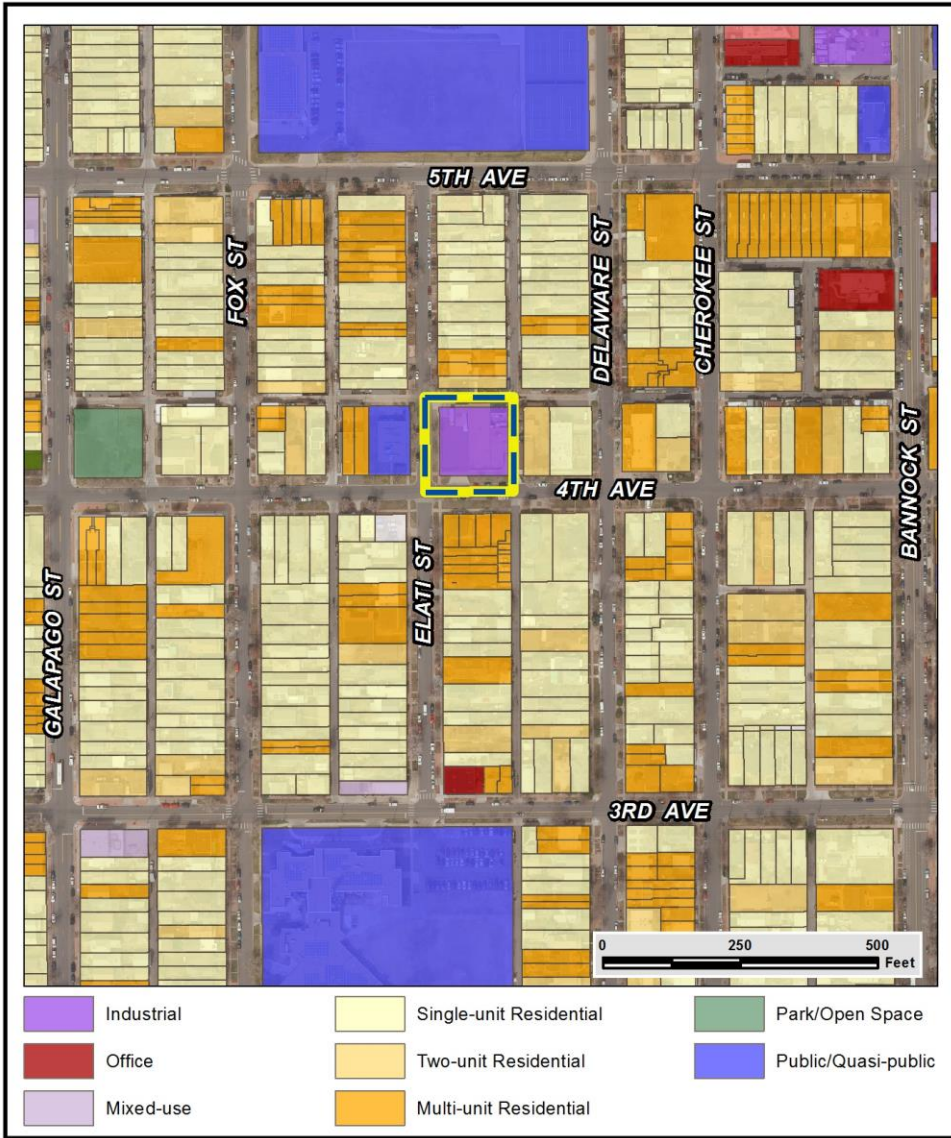 5TH AVE
FOX ST
DELAWARE ST
CHEROKEE ST
BANNOCK ST
4TH AVE
ELATI ST
GALAPAGO ST
3RD AVE
0 250 500
Feet
Industrial
Single-unit Residential
Park/Open Space
Office
Two-unit Residential
Public/Quasi-public
Mixed-use
Multi-unit Residential